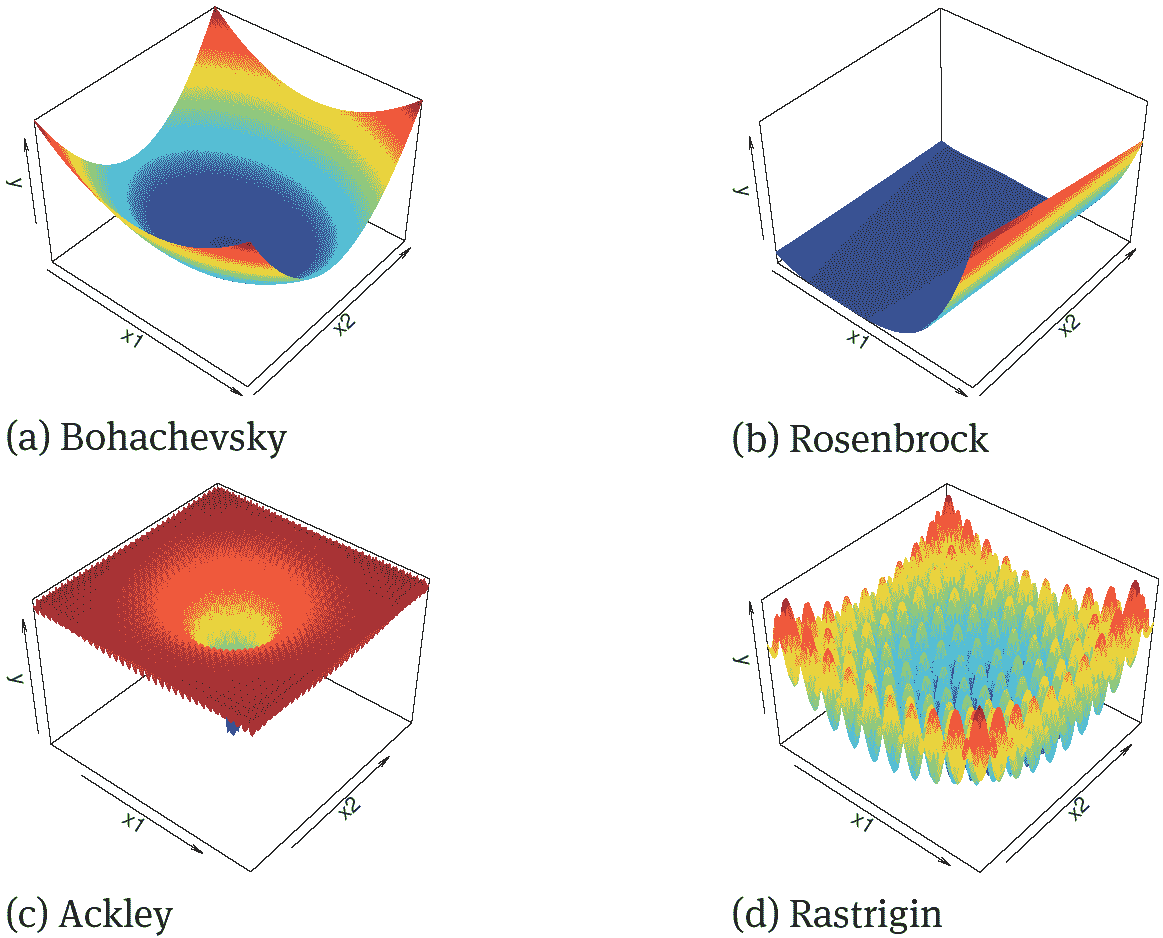 y
x1
x2
(a) Bohachevsky
y
x1
x2
(b) Rosenbrock
y
x1
x2
(c) Ackley
y
x1
x2
(d) Rastrigin